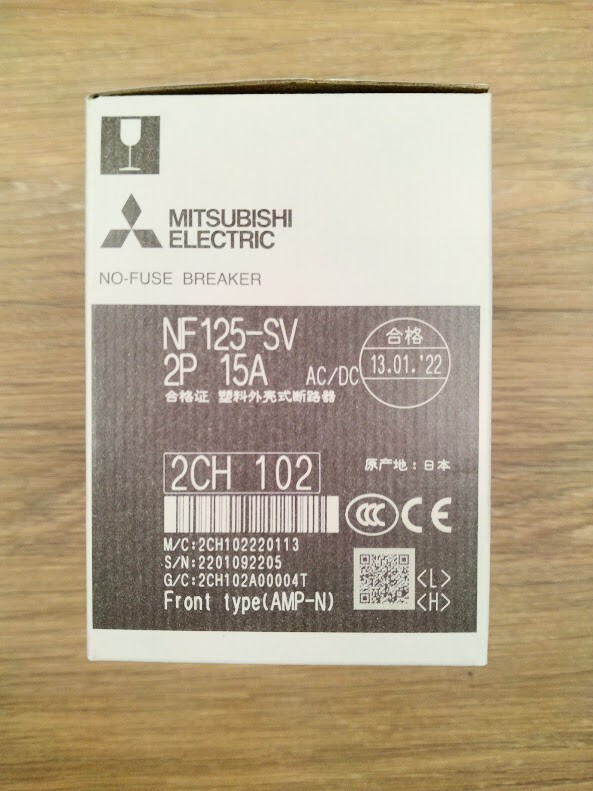 MITSUBISHI
ELECTRIC
NO-FUSE BREAKER
NF125-SV
2P 15A AC/DC
合格
13.01.'22
合格证 塑料外壳式断路器
2CH 102
原产地：日本
CCC CE
M/C:2CH102220113
S/N:2201092205
G/C:2CH102A00004T
Front type(AMP-N)
<L>
<H>